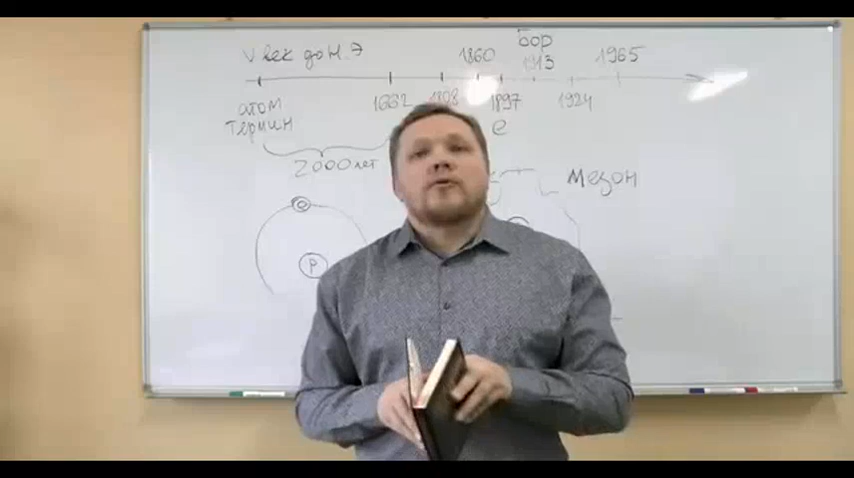 V век до н.э
1860
Бор
1913
1965
атом
термин
1662
1808
1897
1924
e
2000 лет
Мезон
e
P